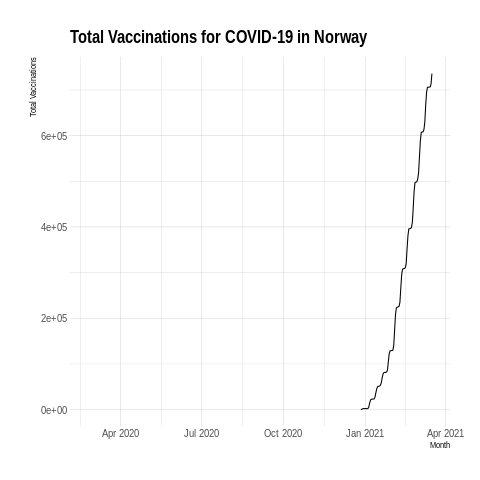 Total Vaccinations for COVID-19 in Norway
Total Vaccinations
6e+05
4e+05
2e+05
0e+00
Apr 2020 Jul 2020 Oct 2020 Jan 2021 Apr 2021
Month